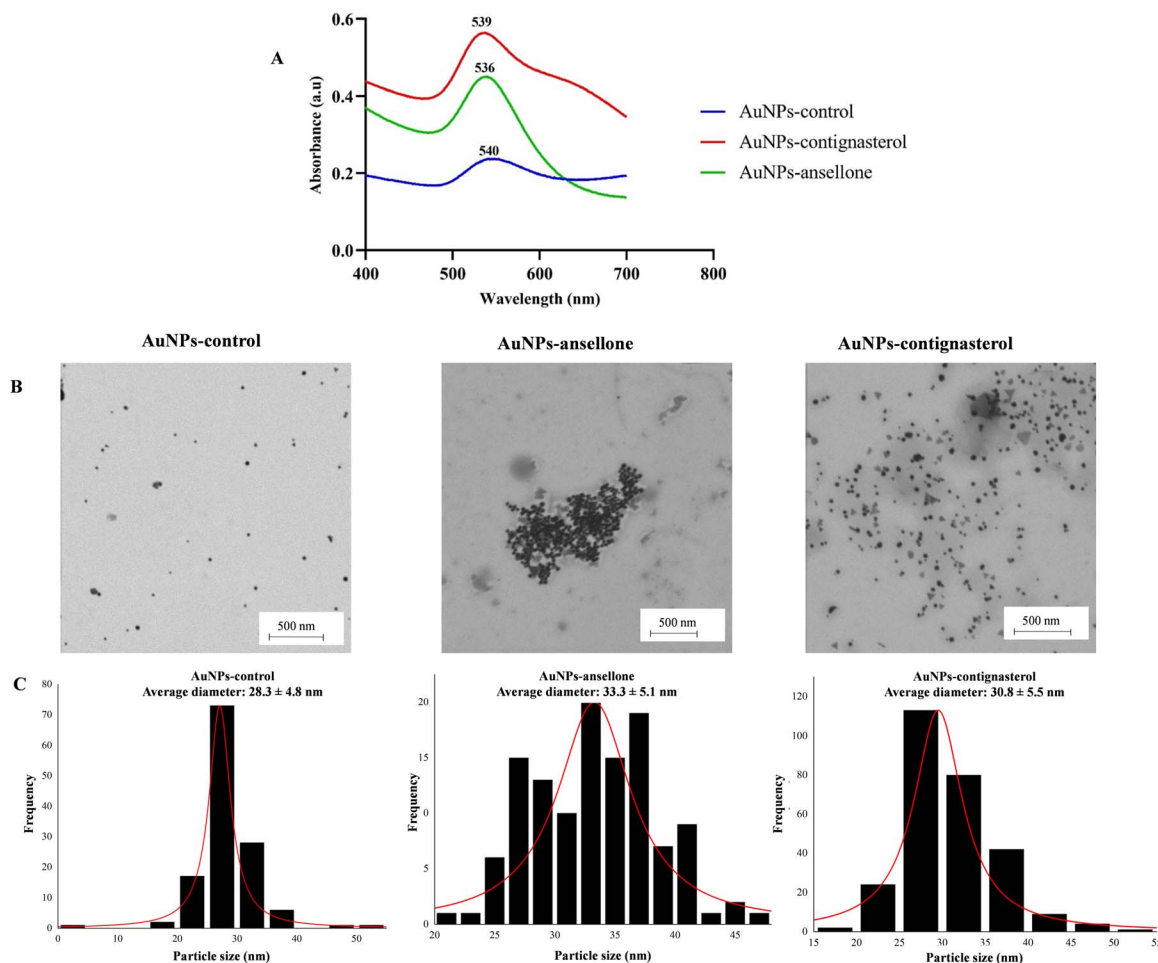 A
0.6
0.4
0.2
0.0
Absorbance (a.u)
539
536
540
400 500 600 700 800
Wavelength (nm)
AuNPs-control
AuNPs-contignasterol
AuNPs-ansellone
B
AuNPs-control
AuNPs-ansellone
AuNPs-contignasterol
500 nm
500 nm
500 nm
C
AuNPs-control
Average diameter: 28.3 ± 4.8 nm
80
70
60
50
40
30
20
10
0
Frequency
0 10 20 30 40 50
Particle size (nm)
AuNPs-ansellone
Average diameter: 33.3 ± 5.1 nm
20
15
0
5
0
Frequency
20 25 30 35 40 45
Particle size (nm)
AuNPs-contignasterol
Average diameter: 30.8 ± 5.5 nm
120
100
80
60
40
20
0
Frequency
15 20 25 30 35 40 45 50 55
Particle size (nm)